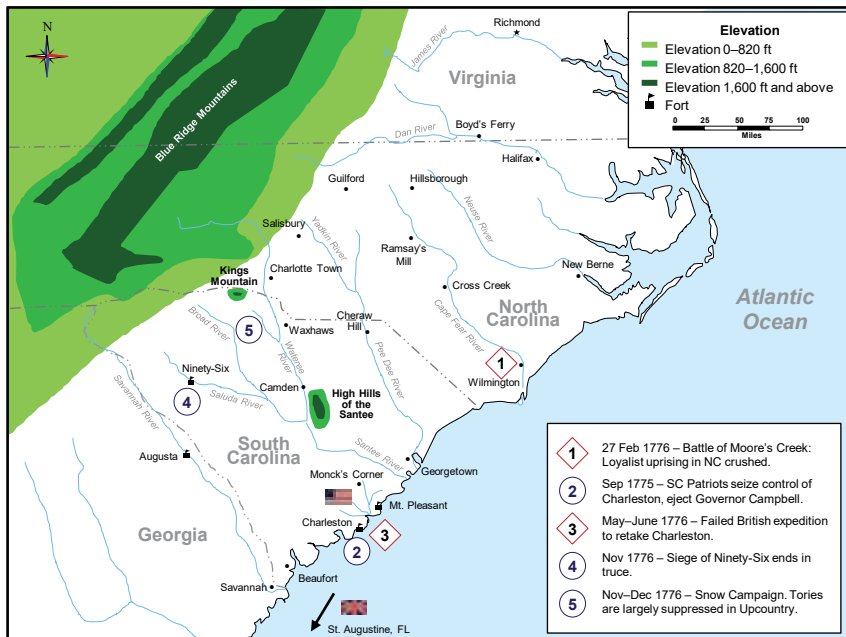 N
Richmond
James River
Virginia
Elevation
Elevation 0–820 ft
Elevation 820–1,600 ft
Elevation 1,600 ft and above
Fort
0
25
50
75
100
Miles
Blue Ridge Mountains
Dan River
Boyd's Ferry
Halifax
Guilford
Hillsborough
Neuse River
Salisbury
Yadkin River
Ramsay's
Mill
New Berne
Kings
Mountain
Charlotte Town
Cross Creek
North
Carolina
Atlantic
Ocean
Broad River
5
Waxhaws
Cheraw
Hill
Cape Fear River
Wateree River
Pee Dee River
1
Wilmington
Ninety-Six
4
Saluda River
Camden
High Hills
of the
Santee
Savannah River
South
Carolina
Santee River
Augusta
Georgetown
Monck's Corner
Mt. Pleasant
Georgia
Charleston
3
2
Beaufort
Savannah
St. Augustine, FL
1
27 Feb 1776 – Battle of Moore's Creek:
Loyalist uprising in NC crushed.
2
Sep 1775 – SC Patriots seize control of
Charleston, eject Governor Campbell.
3
May–June 1776 – Failed British expedition
to retake Charleston.
4
Nov 1776 – Siege of Ninety-Six ends in
truce.
5
Nov–Dec 1776 – Snow Campaign. Tories
are largely suppressed in Upcountry.